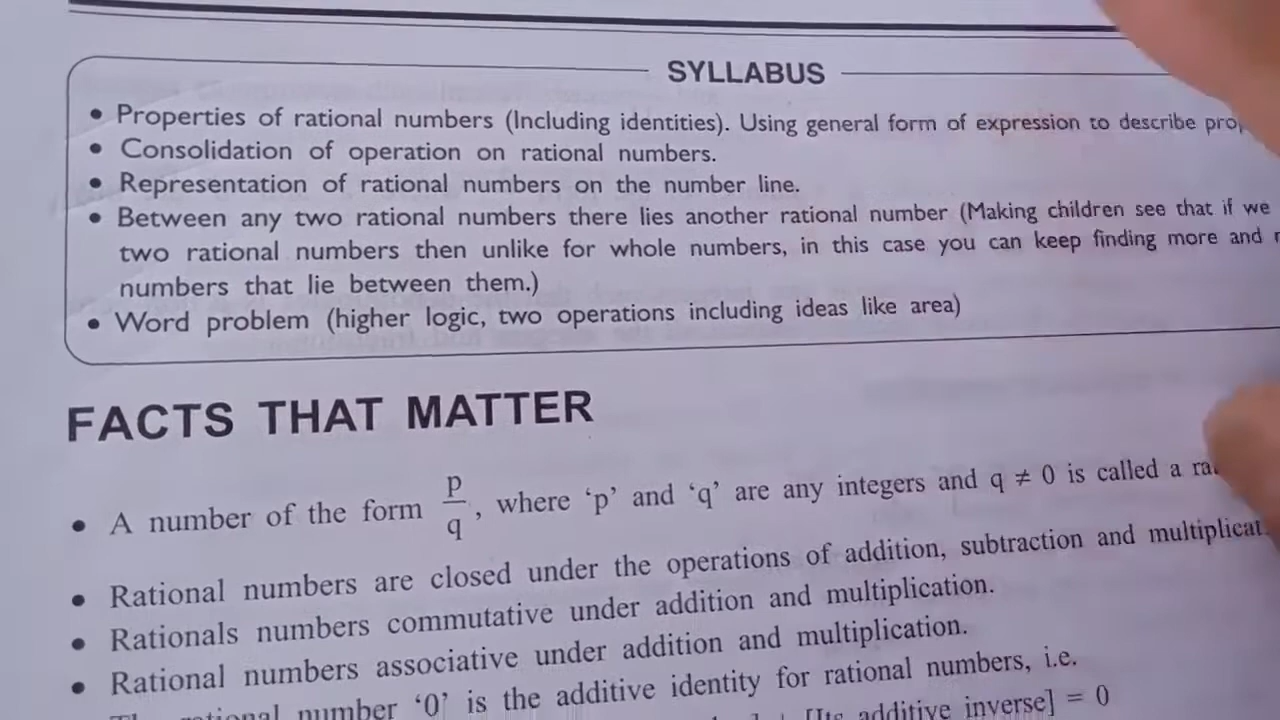 SYLLABUS
• Properties of rational numbers (Including identities). Using general form of expression to describe
• Consolidation of operation on rational numbers.
• Representation of rational numbers on the number line.
• Between any two rational numbers there lies another rational number (Making children see that if we
two rational numbers then unlike for whole numbers, in this case you can keep finding more and
numbers that lie between them.)
• Word problem (higher logic, two operations including ideas like area)
FACTS THAT MATTER
• A number of the form p/q, where ‘p’ and ‘q’ are any integers and q ≠ 0 is called a
• Rational numbers are closed under the operations of addition, subtraction and
• Rationals numbers commutative under addition and multiplication.
• Rational numbers associative under addition and multiplication.
number ‘0’ is the additive identity for rational numbers, i.e.
[Its additive inverse] = 0